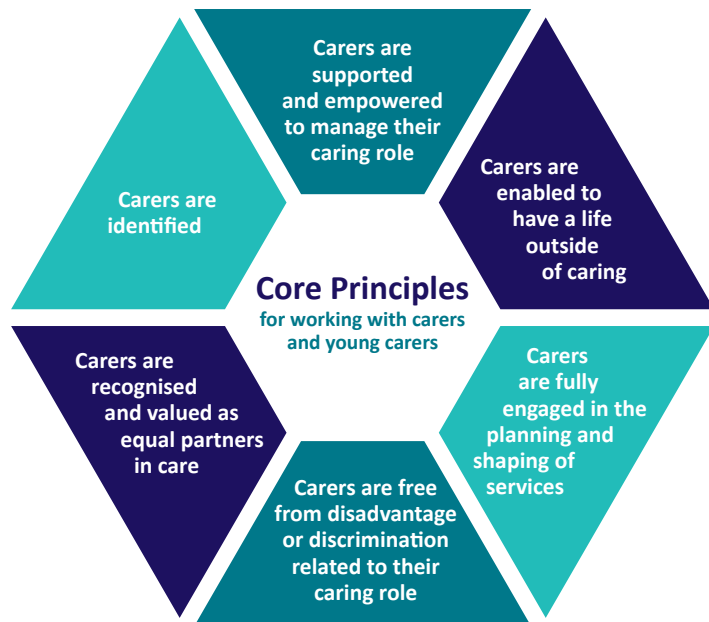 Carers are
identified
Carers are
supported
and empowered
to manage their
caring role
Carers are
enabled to
have a life
outside
of caring
Core Principles
for working with carers
and young carers
Carers are
recognised
and valued as
equal partners
in care
Carers are free
from disadvantage
or discrimination
related to their
caring role
Carers
are fully
engaged in the
planning and
shaping of
services